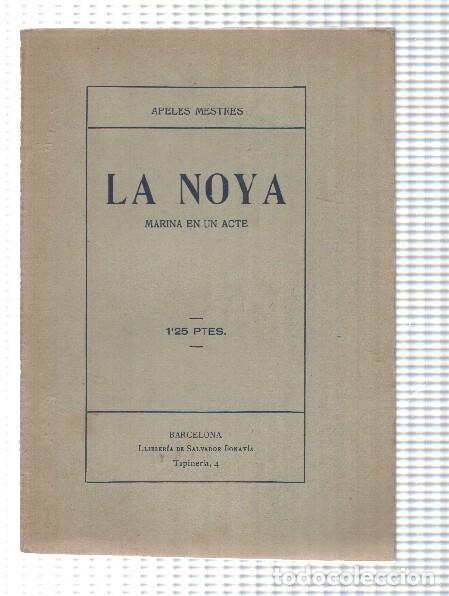 APELES MESTRES
LA NOYA
MARINA EN UN ACTE
1'25 PTES.
BARCELONA
LLIBRERÍA DE SALVADOR BONAVÍA
Tapinería, 4
todocoleccion